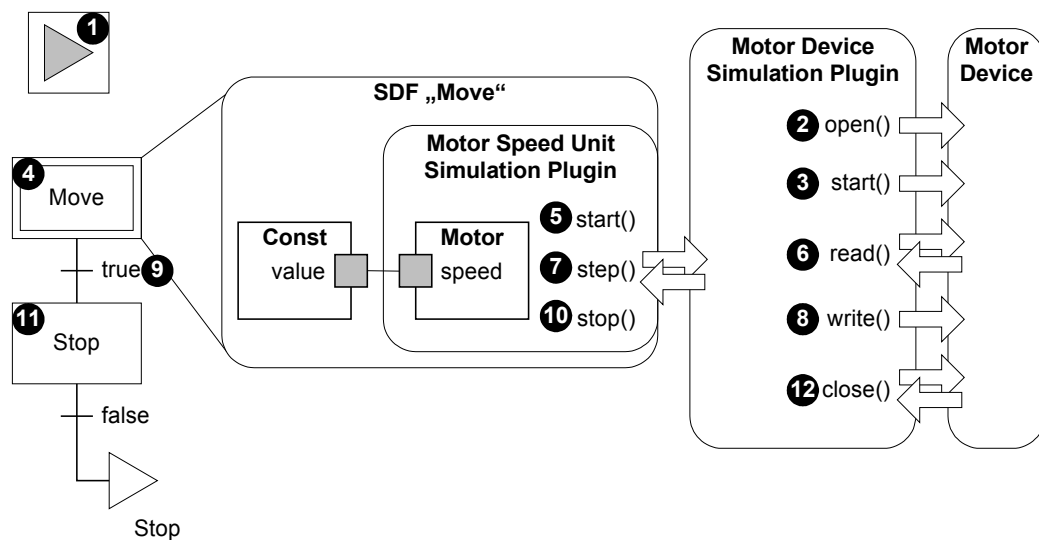 1
4
Move
true 9
11
Stop
false
Stop
SDF „Move“
Motor Speed Unit
Simulation Plugin
Const
value
Motor
speed
5 start()
7 step()
10 stop()
Motor Device
Simulation Plugin
2 open()
3 start()
6 read()
8 write()
12 close()
Motor
Device